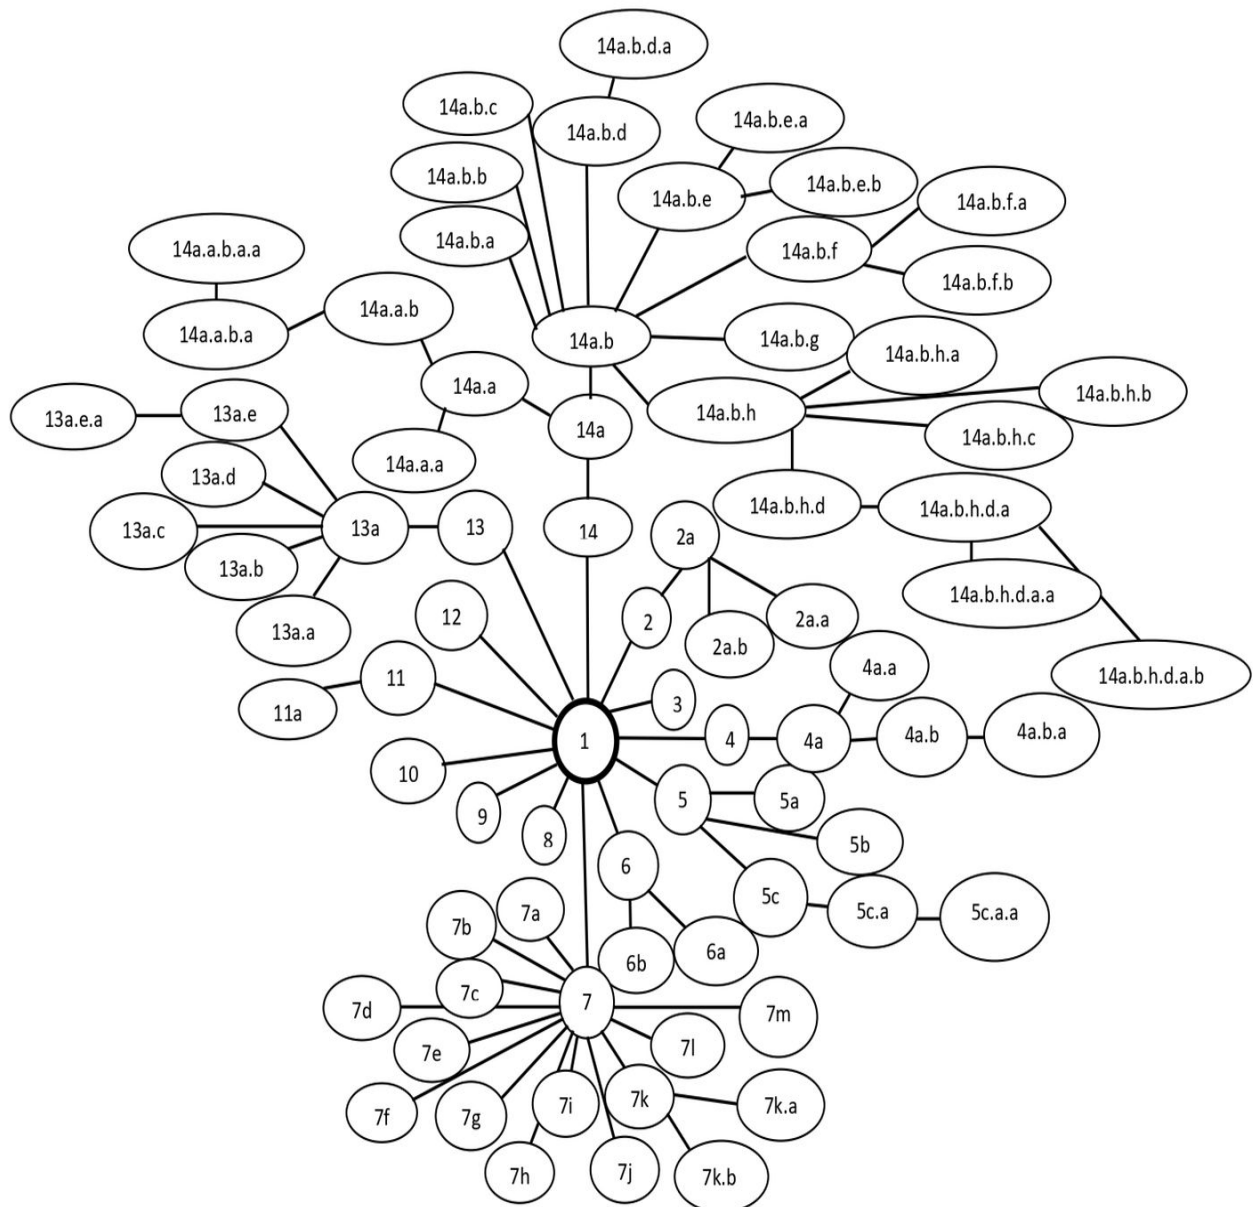 14a.b.d.a
14a.b.c
14a.b.d
14a.b.e.a
14a.b.b
14a.b.e
14a.b.e.b
14a.b.f.a
14a.b.a
14a.b.f
14a.a.b.a.a
14a.b.f.b
14a.a.b
14a.a.b.a
14a.b
14a.b.g
14a.b.h.a
14a.a
14a.b.h.b
13a.e.a
13a.e
14a
14a.b.h
14a.b.h.c
14a.a.a
13a.d
14a.b.h.d
14a.b.h.d.a
13a.c
13a
13
14
2a
13a.b
14a.b.h.d.a.a
13a.a
12
2
2a.a
2a.b
11
4a.a
14a.b.h.d.a.b
11a
3
1
4
4a
4a.b
4a.b.a
10
5
5a
9
8
5b
6
7a
5c
5c.a
5c.a.a
7b
6b
6a
7c
7
7d
7m
7e
7l
7f
7g
7i
7k
7k.a
7h
7j
7k.b